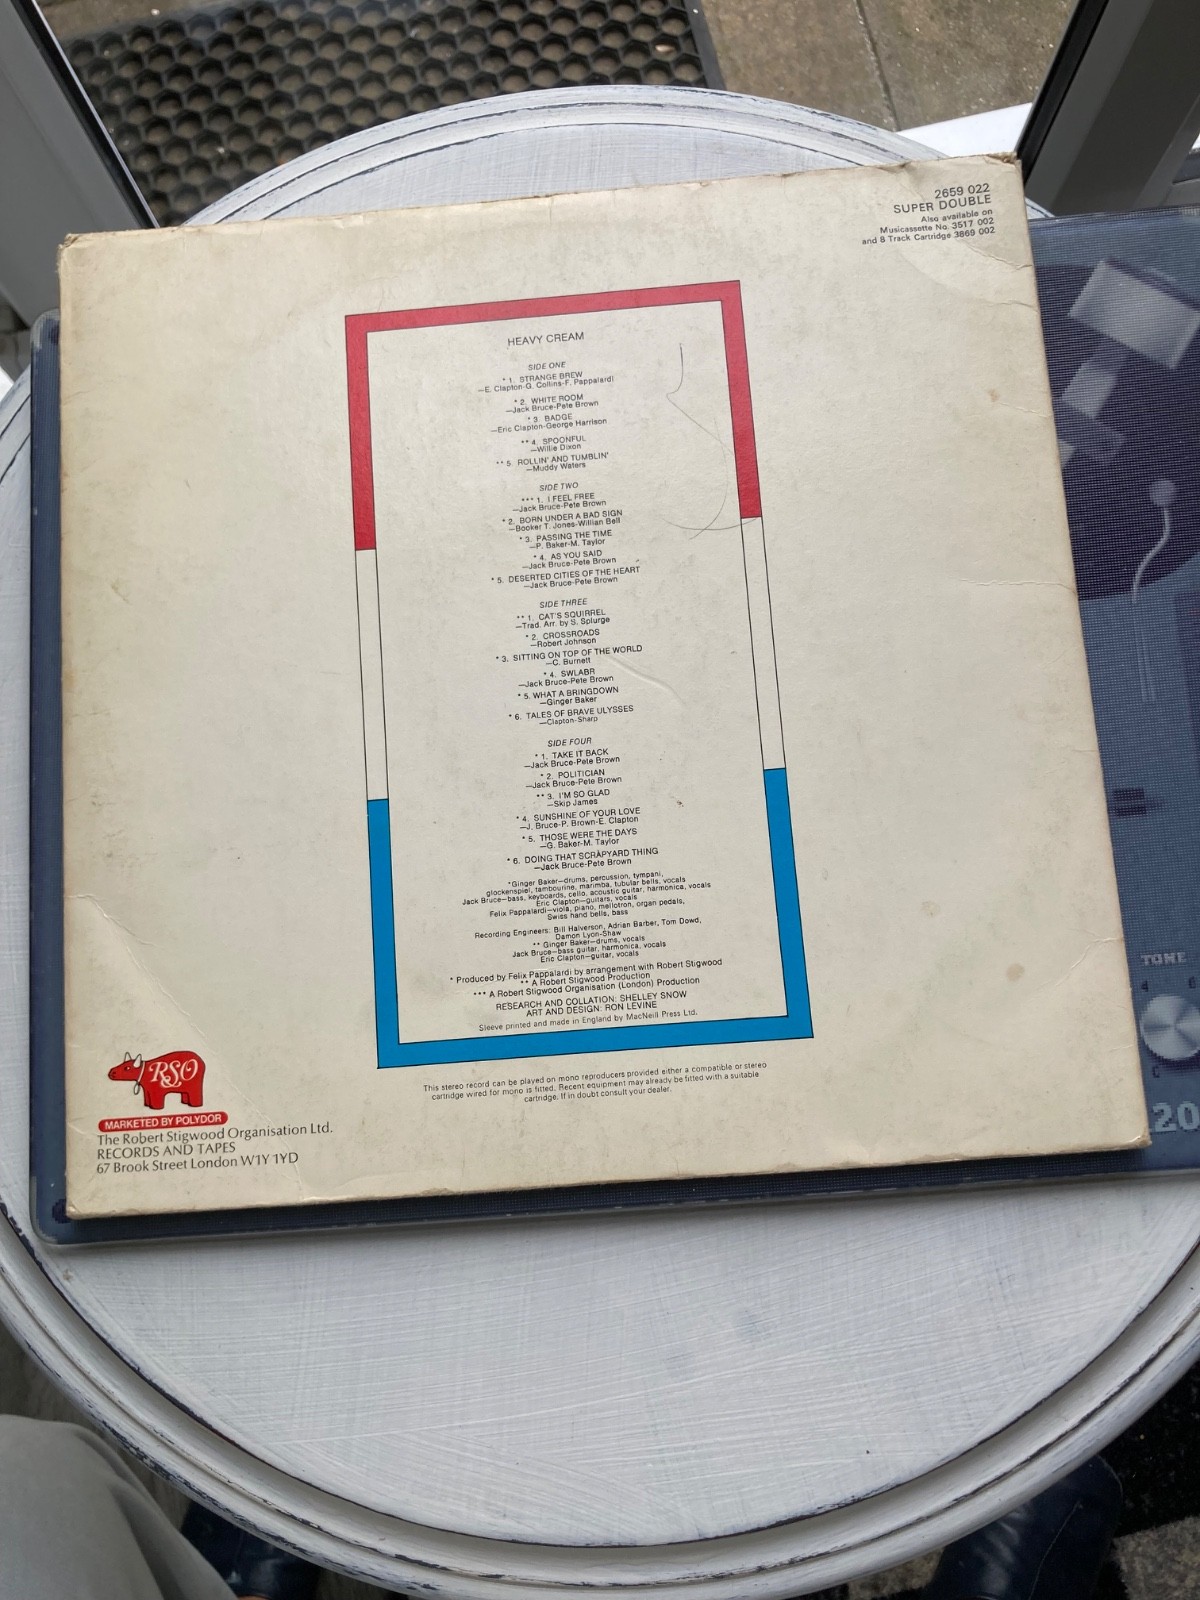 2659 022
SUPER DOUBLE
Also available on
Musicassette No. 3517 002
and 8 Track Cartridge 3869 002
HEAVY CREAM
SIDE ONE
* 1. STRANGE BREW
—E. Clapton-G. Collins-F. Pappalardi
* 2. WHITE ROOM
—Jack Bruce-Pete Brown
* 3. BADGE
—Eric Clapton-George Harrison
** 4. SPOONFUL
—Willie Dixon
** 5. ROLLIN' AND TUMBLIN'
—Muddy Waters
SIDE TWO
*** 1. I FEEL FREE
—Jack Bruce-Pete Brown
* 2. BORN UNDER A BAD SIGN
—Booker T. Jones-Willian Bell
* 3. PASSING THE TIME
—P. Baker-M. Taylor
* 4. AS YOU SAID
—Jack Bruce-Pete Brown
* 5. DESERTED CITIES OF THE HEART
—Jack Bruce-Pete Brown
SIDE THREE
** 1. CAT'S SQUIRREL
—Trad. Arr. by S. Splurge
* 2. CROSSROADS
—Robert Johnson
* 3. SITTING ON TOP OF THE WORLD
—C. Burnett
* 4. SWLABR
—Jack Bruce-Pete Brown
* 5. WHAT A BRINGDOWN
—Ginger Baker
* 6. TALES OF BRAVE ULYSSES
—Clapton-Sharp
SIDE FOUR
* 1. TAKE IT BACK
—Jack Bruce-Pete Brown
* 2. POLITICIAN
—Jack Bruce-Pete Brown
** 3. I'M SO GLAD
—Skip James
* 4. SUNSHINE OF YOUR LOVE
—J. Bruce-P. Brown-E. Clapton
* 5. THOSE WERE THE DAYS
—G. Baker-M. Taylor
* 6. DOING THAT SCRAPYARD THING
—Jack Bruce-Pete Brown
*Ginger Baker—drums, percussion, tympani,
glockenspiel, tambourine, marimba, tubular bells, vocals
Jack Bruce—bass, keyboards, cello, acoustic guitar, harmonica, vocals
Eric Clapton—guitars, vocals
Felix Pappalardi—viola, piano, mellotron, organ pedals,
Swiss hand bells, bass
Recording Engineers: Bill Halverson, Adrian Barber, Tom Dowd,
Damon Lyon-Shaw
** Ginger Baker—drums, vocals
Jack Bruce—bass guitar, harmonica, vocals
Eric Clapton—guitar, vocals
* Produced by Felix Pappalardi by arrangement with Robert Stigwood
** A Robert Stigwood Production
*** A Robert Stigwood Organisation (London) Production
RESEARCH AND COLLATION: SHELLEY SNOW
ART AND DESIGN: RON LEVINE
Sleeve printed and made in England by MacNeill Press Ltd.
This stereo record can be played on mono reproducers provided either a compatible or stereo
cartridge wired for mono is fitted. Recent equipment may already be fitted with a suitable
cartridge. If in doubt consult your dealer.
RSO
MARKETED BY POLYDOR
The Robert Stigwood Organisation Ltd.
RECORDS AND TAPES
67 Brook Street London W1Y 1YD
TONE
4 6
120